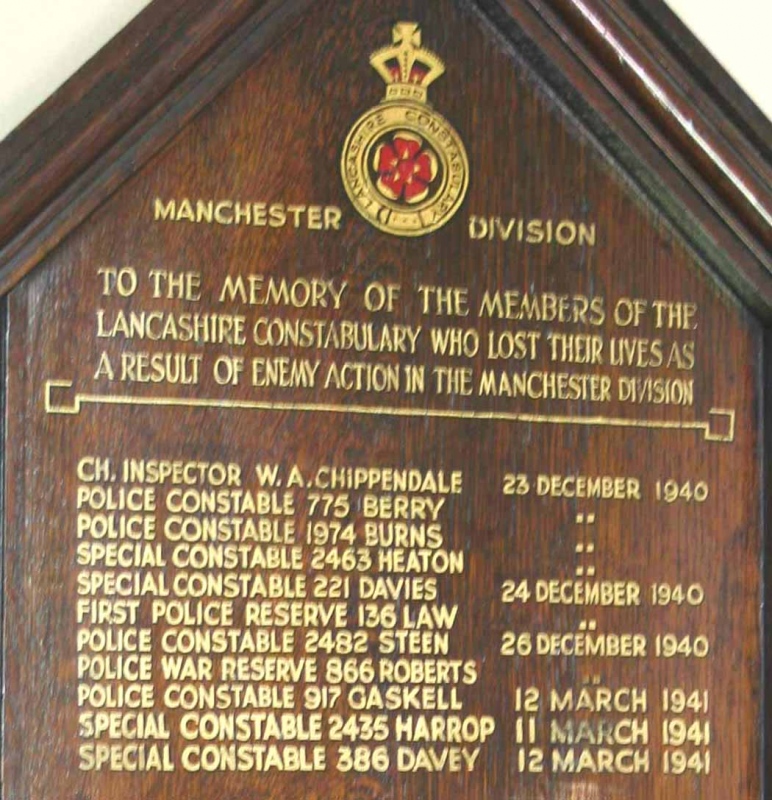 LANCASHIRE CONSTABULARY
MANCHESTER DIVISION
TO THE MEMORY OF THE MEMBERS OF THE
LANCASHIRE CONSTABULARY WHO LOST THEIR LIVES AS
A RESULT OF ENEMY ACTION IN THE MANCHESTER DIVISION
CH. INSPECTOR W. A. CHIPPENDALE 23 DECEMBER 1940
POLICE CONSTABLE 775 BERRY "
POLICE CONSTABLE 1974 BURNS "
SPECIAL CONSTABLE 2463 HEATON "
SPECIAL CONSTABLE 221 DAVIES 24 DECEMBER 1940
FIRST POLICE RESERVE 136 LAW "
POLICE CONSTABLE 2482 STEEN 26 DECEMBER 1940
POLICE WAR RESERVE 866 ROBERTS "
POLICE CONSTABLE 917 GASKELL 12 MARCH 1941
SPECIAL CONSTABLE 2435 HARROP 11 MARCH 1941
SPECIAL CONSTABLE 386 DAVEY 12 MARCH 1941